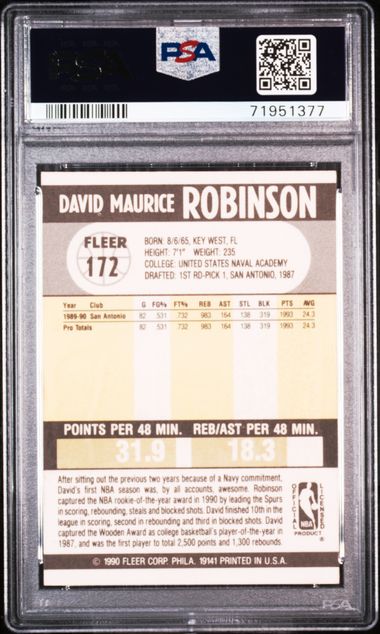 PSA
PSA
71951377
DAVID MAURICE ROBINSON
FLEER
172
BORN: 8/6/65, KEY WEST, FL
HEIGHT: 7'1" WEIGHT: 235
COLLEGE: UNITED STATES NAVAL ACADEMY
DRAFTED: 1ST RD-PICK 1, SAN ANTONIO, 1987
Year Club G FG% FT% REB AST STL BLK PTS AVG
1989-90 San Antonio 82 .531 .732 983 164 138 319 1993 24.3
Pro Totals 82 .531 .732 983 164 138 319 1993 24.3
POINTS PER 48 MIN. REB/AST PER 48 MIN.
31.9 18.3
After sitting out the previous two years because of a Navy commitment,
David's first NBA season was, by all accounts, awesome. Robinson
captured the NBA rookie-of-the-year award in 1990 by leading the Spurs
in scoring, rebounding, steals and blocked shots. David finished 10th in the
league in scoring, second in rebounding and third in blocked shots. David
captured the Wooden Award as college basketball's player-of-the-year in
1987, and was the first player to total 2,500 points and 1,300 rebounds.
OFFICIAL
NBA
LICENSED
PRODUCT
®
© 1990 FLEER CORP. PHILA. 19141 PRINTED IN U.S.A.
PSA